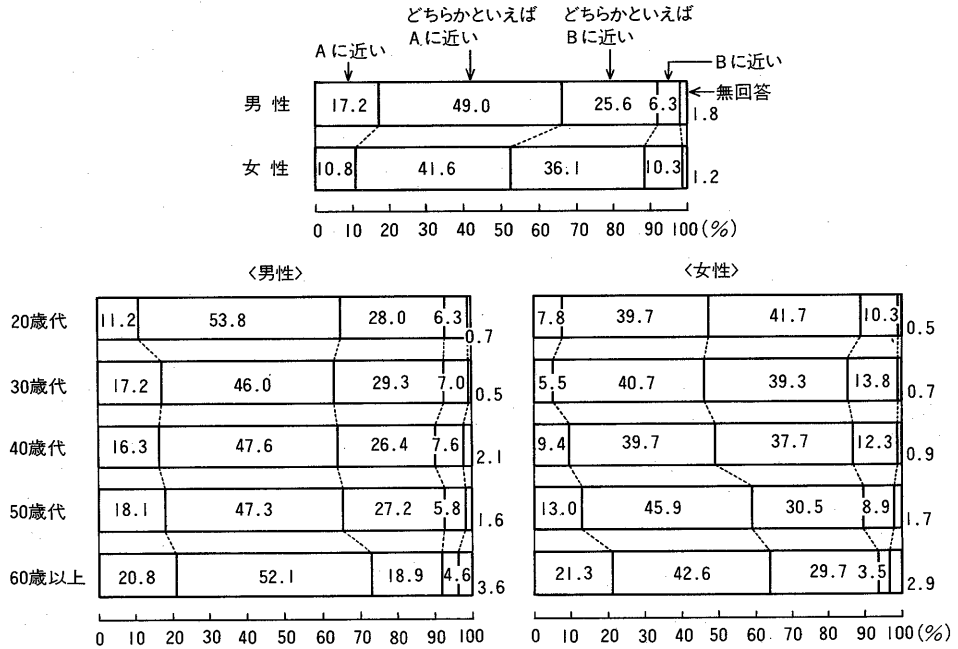 どちらかといえば どちらかといえば
Aに近い Aに近い Bに近い Bに近い
無回答
男性 17.2 49.0 25.6 6.3 1.8
女性 10.8 41.6 36.1 10.3 1.2
0 10 20 30 40 50 60 70 80 90 100(%)
〈男性〉 〈女性〉
20歳代 11.2 53.8 28.0 6.3 0.7 7.8 39.7 41.7 10.3 0.5
30歳代 17.2 46.0 29.3 7.0 0.5 5.5 40.7 39.3 13.8 0.7
40歳代 16.3 47.6 26.4 7.6 2.1 9.4 39.7 37.7 12.3 0.9
50歳代 18.1 47.3 27.2 5.8 1.6 13.0 45.9 30.5 8.9 1.7
60歳以上 20.8 52.1 18.9 4.6 3.6 21.3 42.6 29.7 3.5 2.9
0 10 20 30 40 50 60 70 80 90 100 0 10 20 30 40 50 60 70 80 90 100(%)